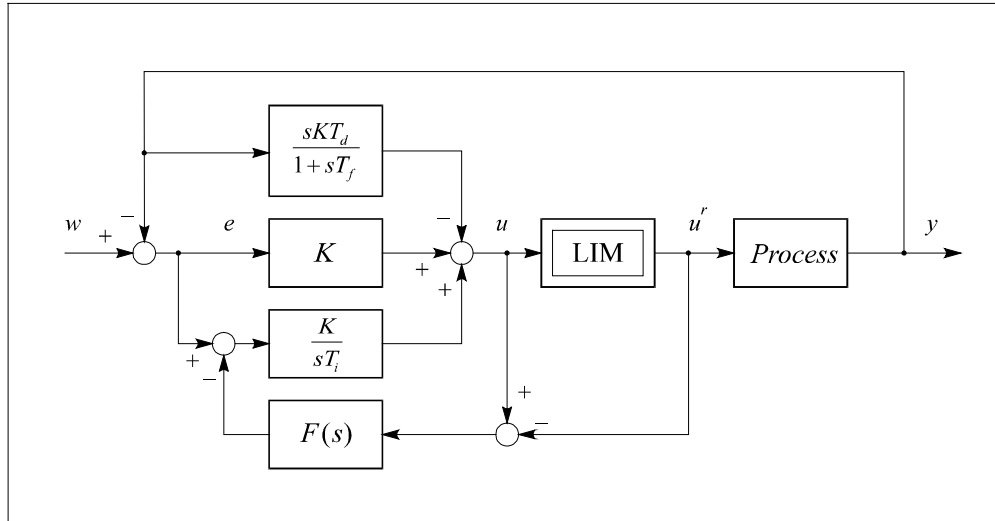 sKT_d
1 + sT_f
w
+
−
e
K
−
+
+
u
LIM
u^r
Process
y
+
−
K
sT_i
F(s)
+
−